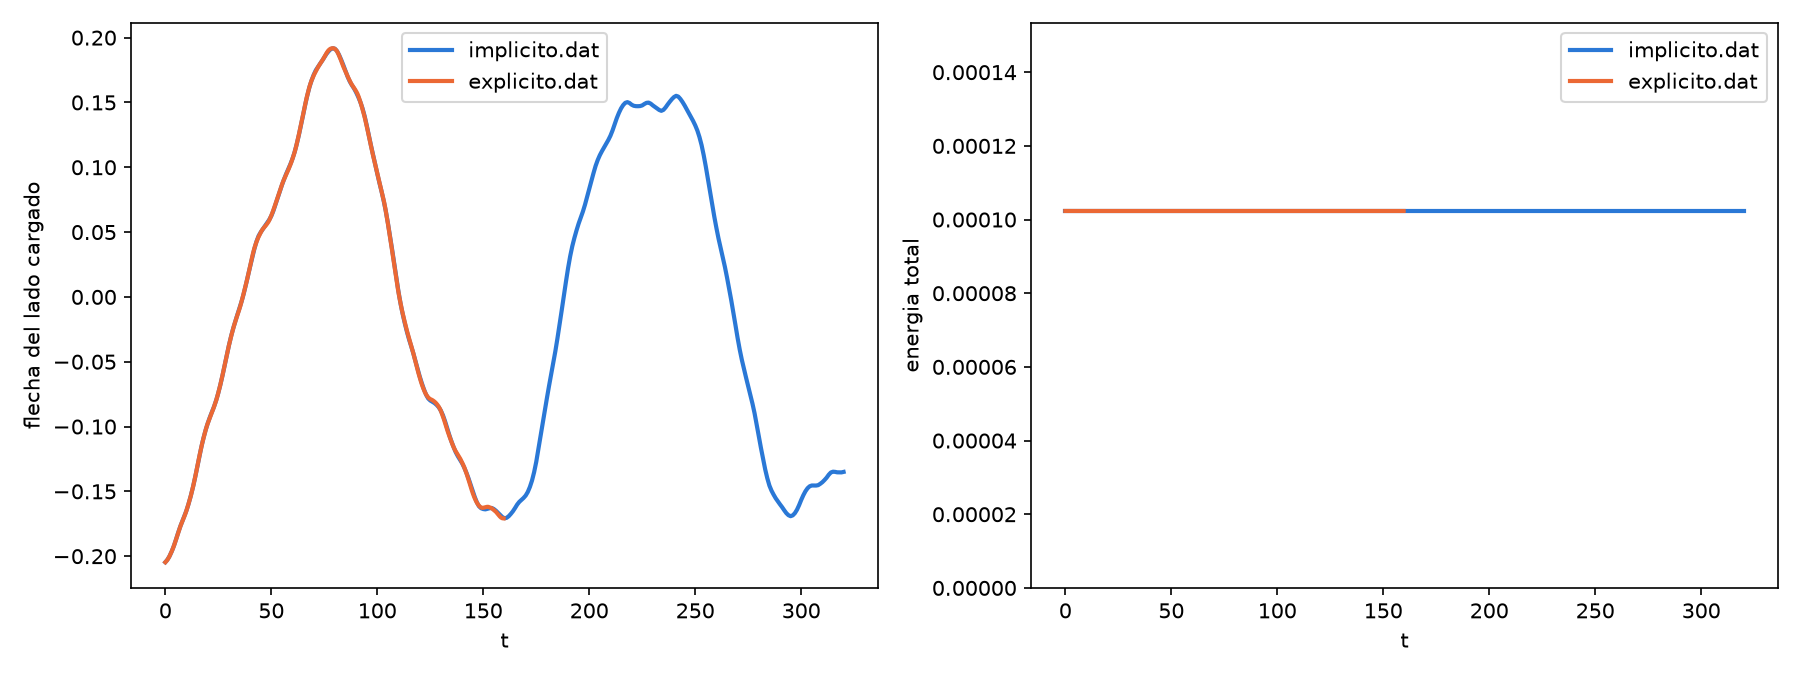 flecha del lado cargado
0.20
0.15
0.10
0.05
0.00
−0.05
−0.10
−0.15
−0.20
implicito.dat
explicito.dat
0 50 100 150 200 250 300
t
energia total
0.00014
0.00012
0.00010
0.00008
0.00006
0.00004
0.00002
0.00000
implicito.dat
explicito.dat
0 50 100 150 200 250 300
t